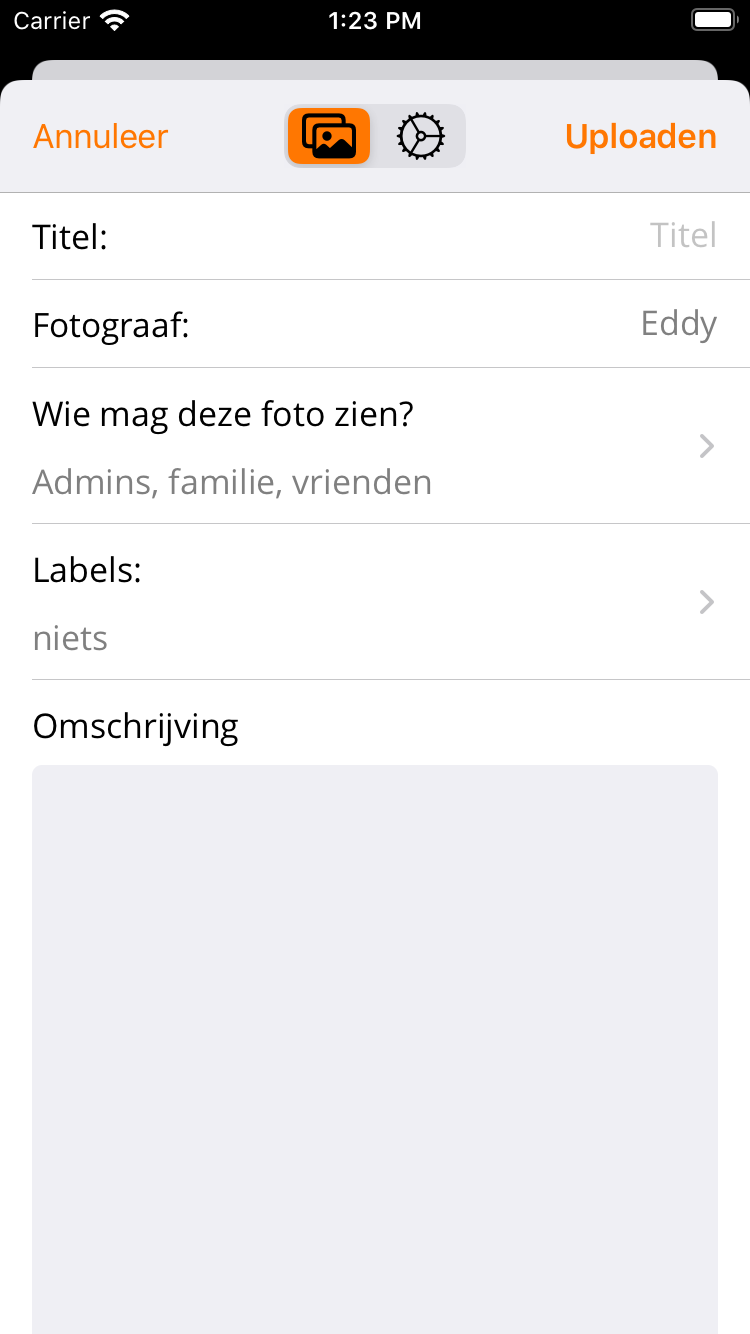 Carrier 1:23 PM
Annuleer Uploaden
Titel: Titel
Fotograaf: Eddy
Wie mag deze foto zien?
Admins, familie, vrienden
Labels:
niets
Omschrijving